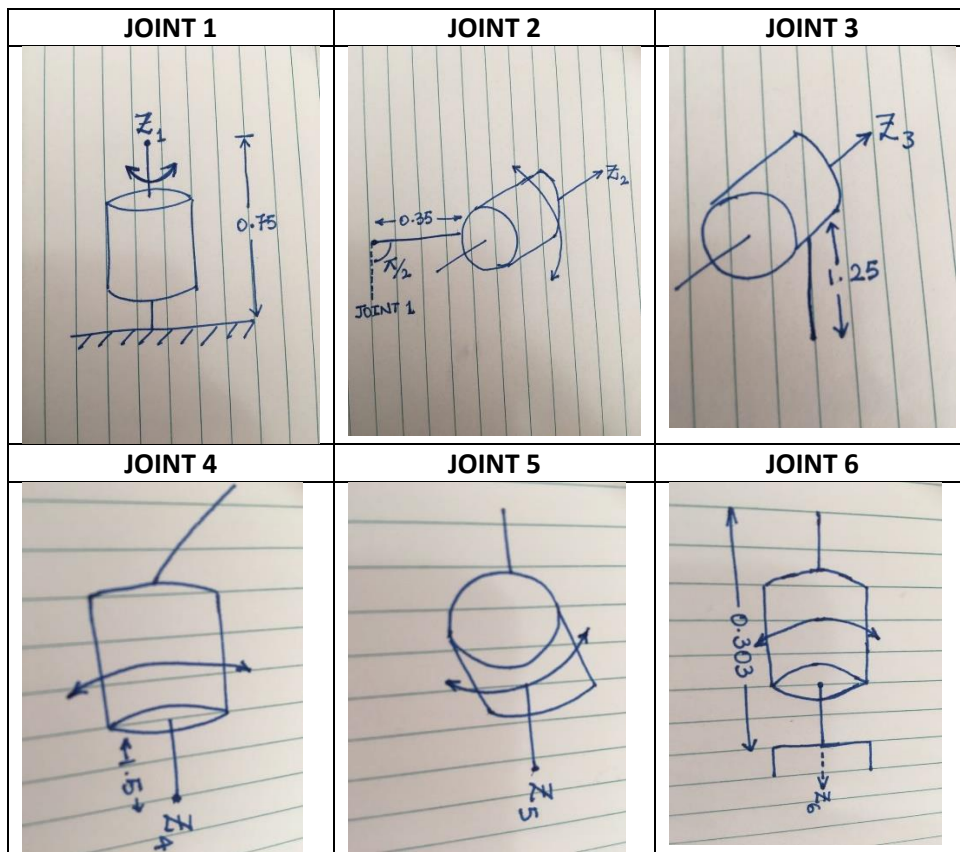 JOINT 1
JOINT 2
JOINT 3
Z1
0.75
0.35
π/2
JOINT 1
Z2
Z3
1.25
JOINT 4
JOINT 5
JOINT 6
1.5
Z4
Z5
0.303
Z6